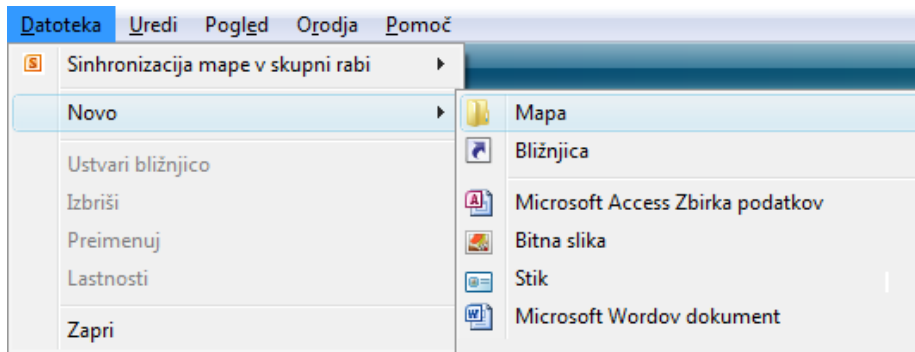 Datoteka Uredi Pogled Orodja Pomoč
Sinhronizacija mape v skupni rabi
Novo
Ustvari bližnjico
Izbriši
Preimenuj
Lastnosti
Zapri
Mapa
Bližnjica
Microsoft Access Zbirka podatkov
Bitna slika
Stik
Microsoft Wordov dokument